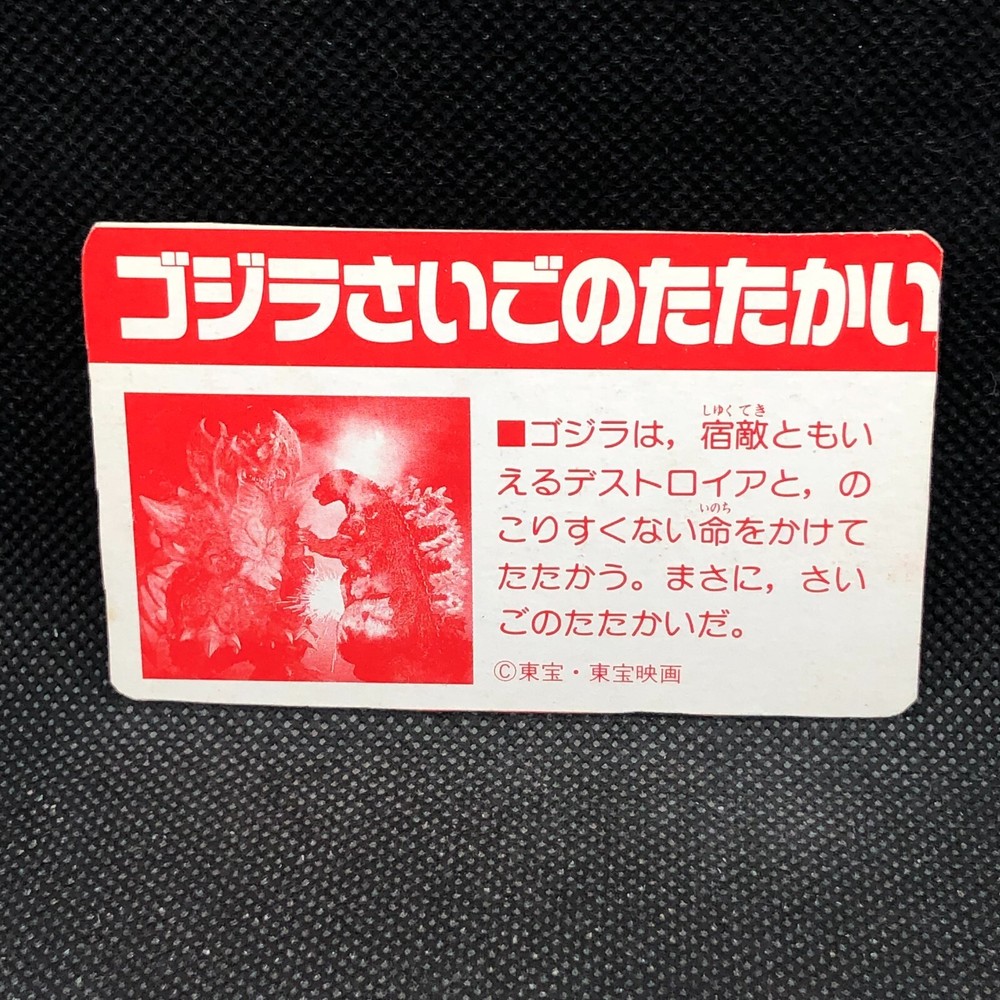 ゴジラさいごのたたかい
■ゴジラは，宿敵ともい
しゆくてき
えるデストロイアと，の
こりすくない命をかけて
いのち
たたかう。まさに，さい
ごのたたかいだ。
©東宝・東宝映画